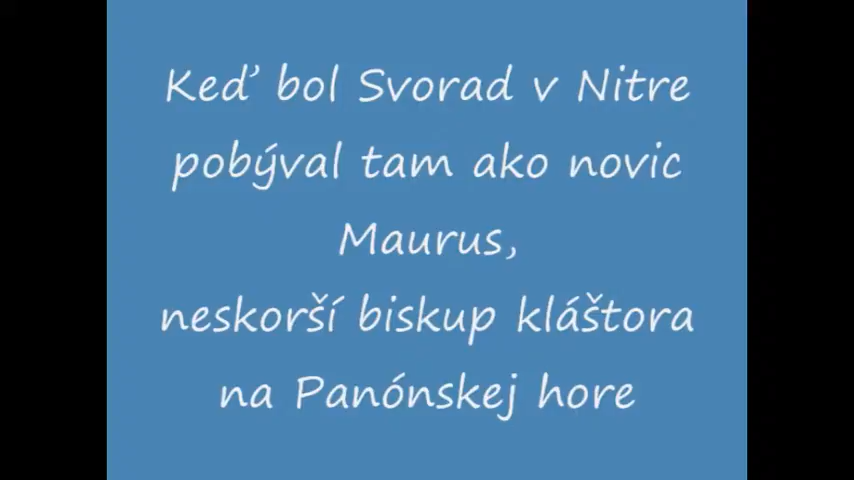 Keď bol Svorad v Nitre
pobýval tam ako novic
Maurus,
neskorší biskup kláštora
na Panónskej hore